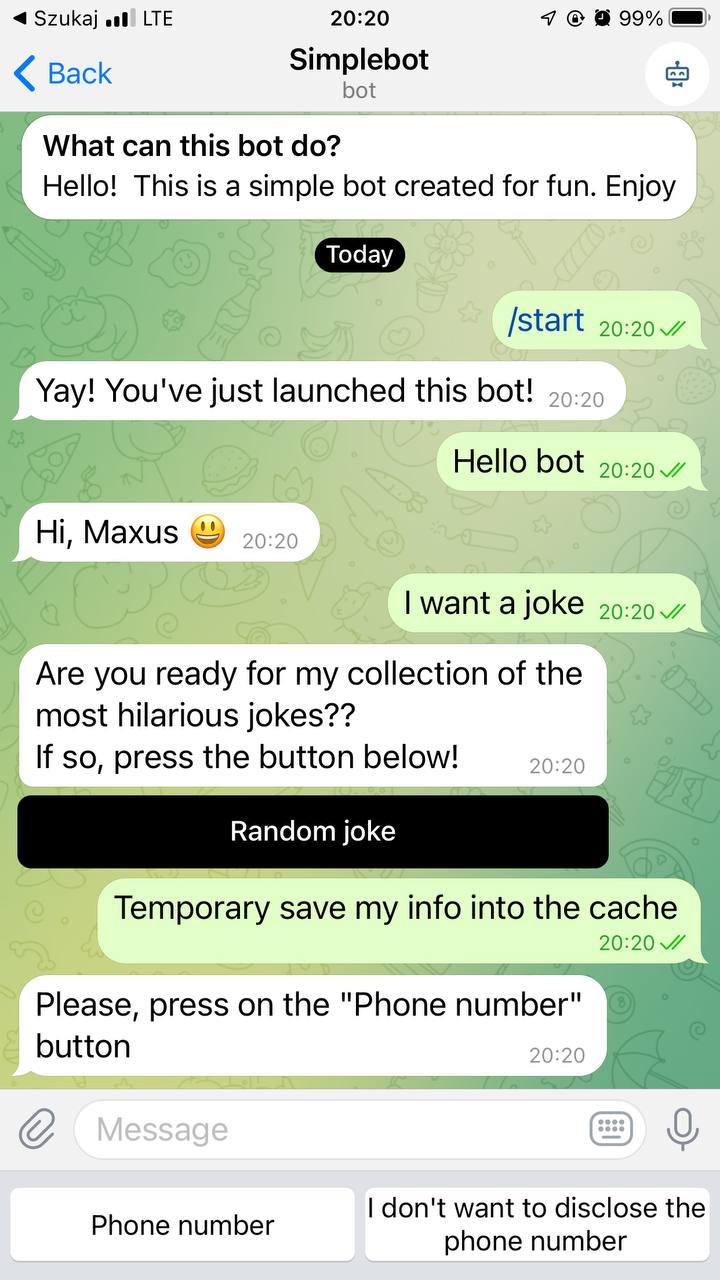 Szukaj LTE 20:20 99%
Back Simplebot
bot
What can this bot do?
Hello! This is a simple bot created for fun. Enjoy
Today
/start 20:20
Yay! You've just launched this bot! 20:20
Hello bot 20:20
Hi, Maxus 20:20
I want a joke 20:20
Are you ready for my collection of the
most hilarious jokes??
If so, press the button below! 20:20
Random joke
Temporary save my info into the cache
20:20
Please, press on the "Phone number"
button 20:20
Message
Phone number
I don't want to disclose the
phone number